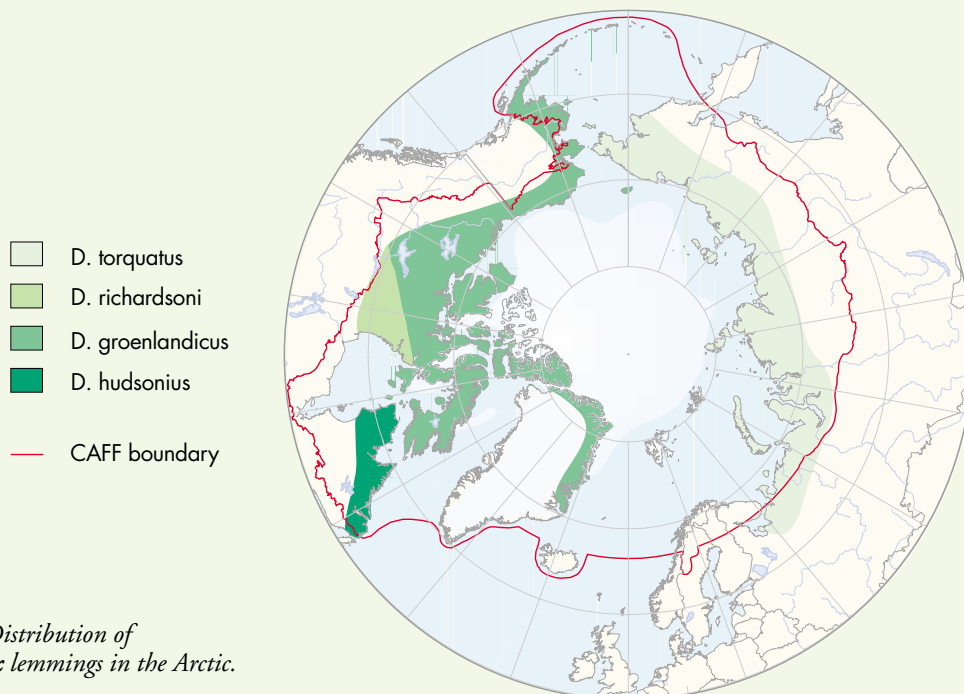 D. torquatus
D. richardsoni
D. groenlandicus
D. hudsonius
CAFF boundary
Distribution of
lemmings in the Arctic.